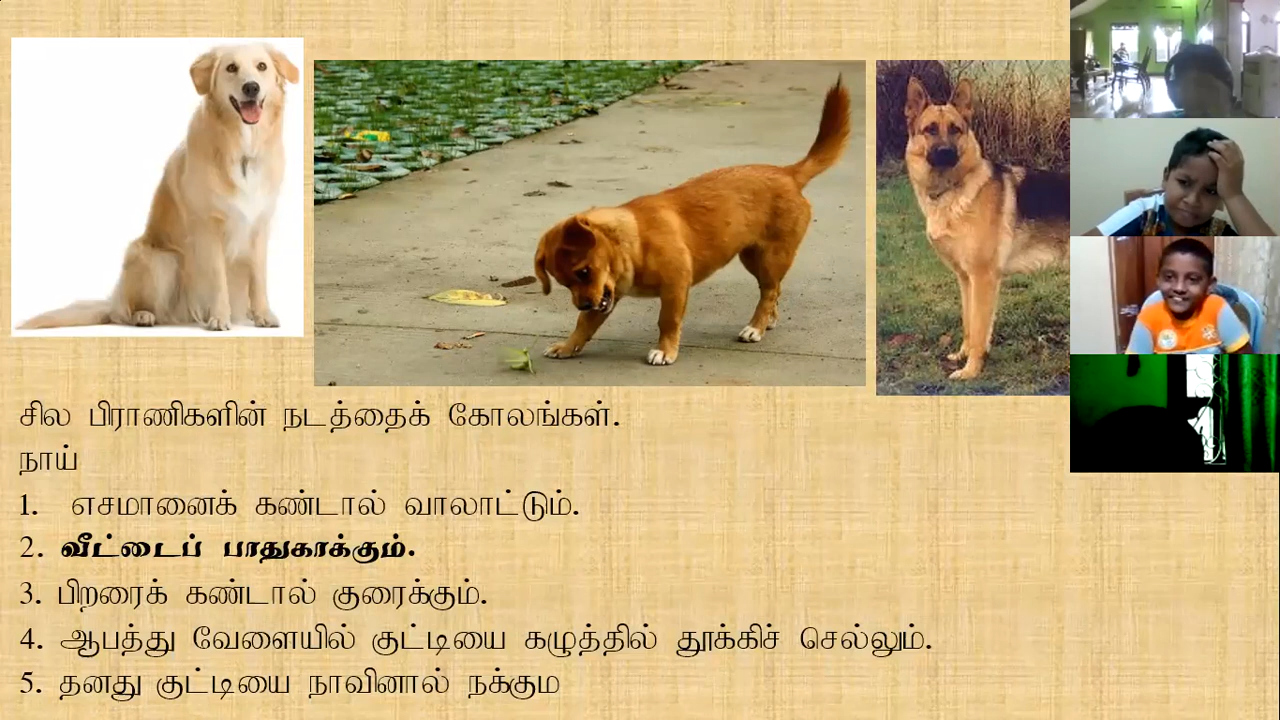 சில பிராணிகளின் நடத்தைக் கோலங்கள்.
நாய்
1. எசமானைக் கண்டால் வாலாட்டும்.
2. வீட்டைப் பாதுகாக்கும்.
3. பிறரைக் கண்டால் குரைக்கும்.
4. ஆபத்து வேளையில் குட்டியை கழுத்தில் தூக்கிச் செல்லும்.
5. தனது குட்டியை நாவினால் நக்கும